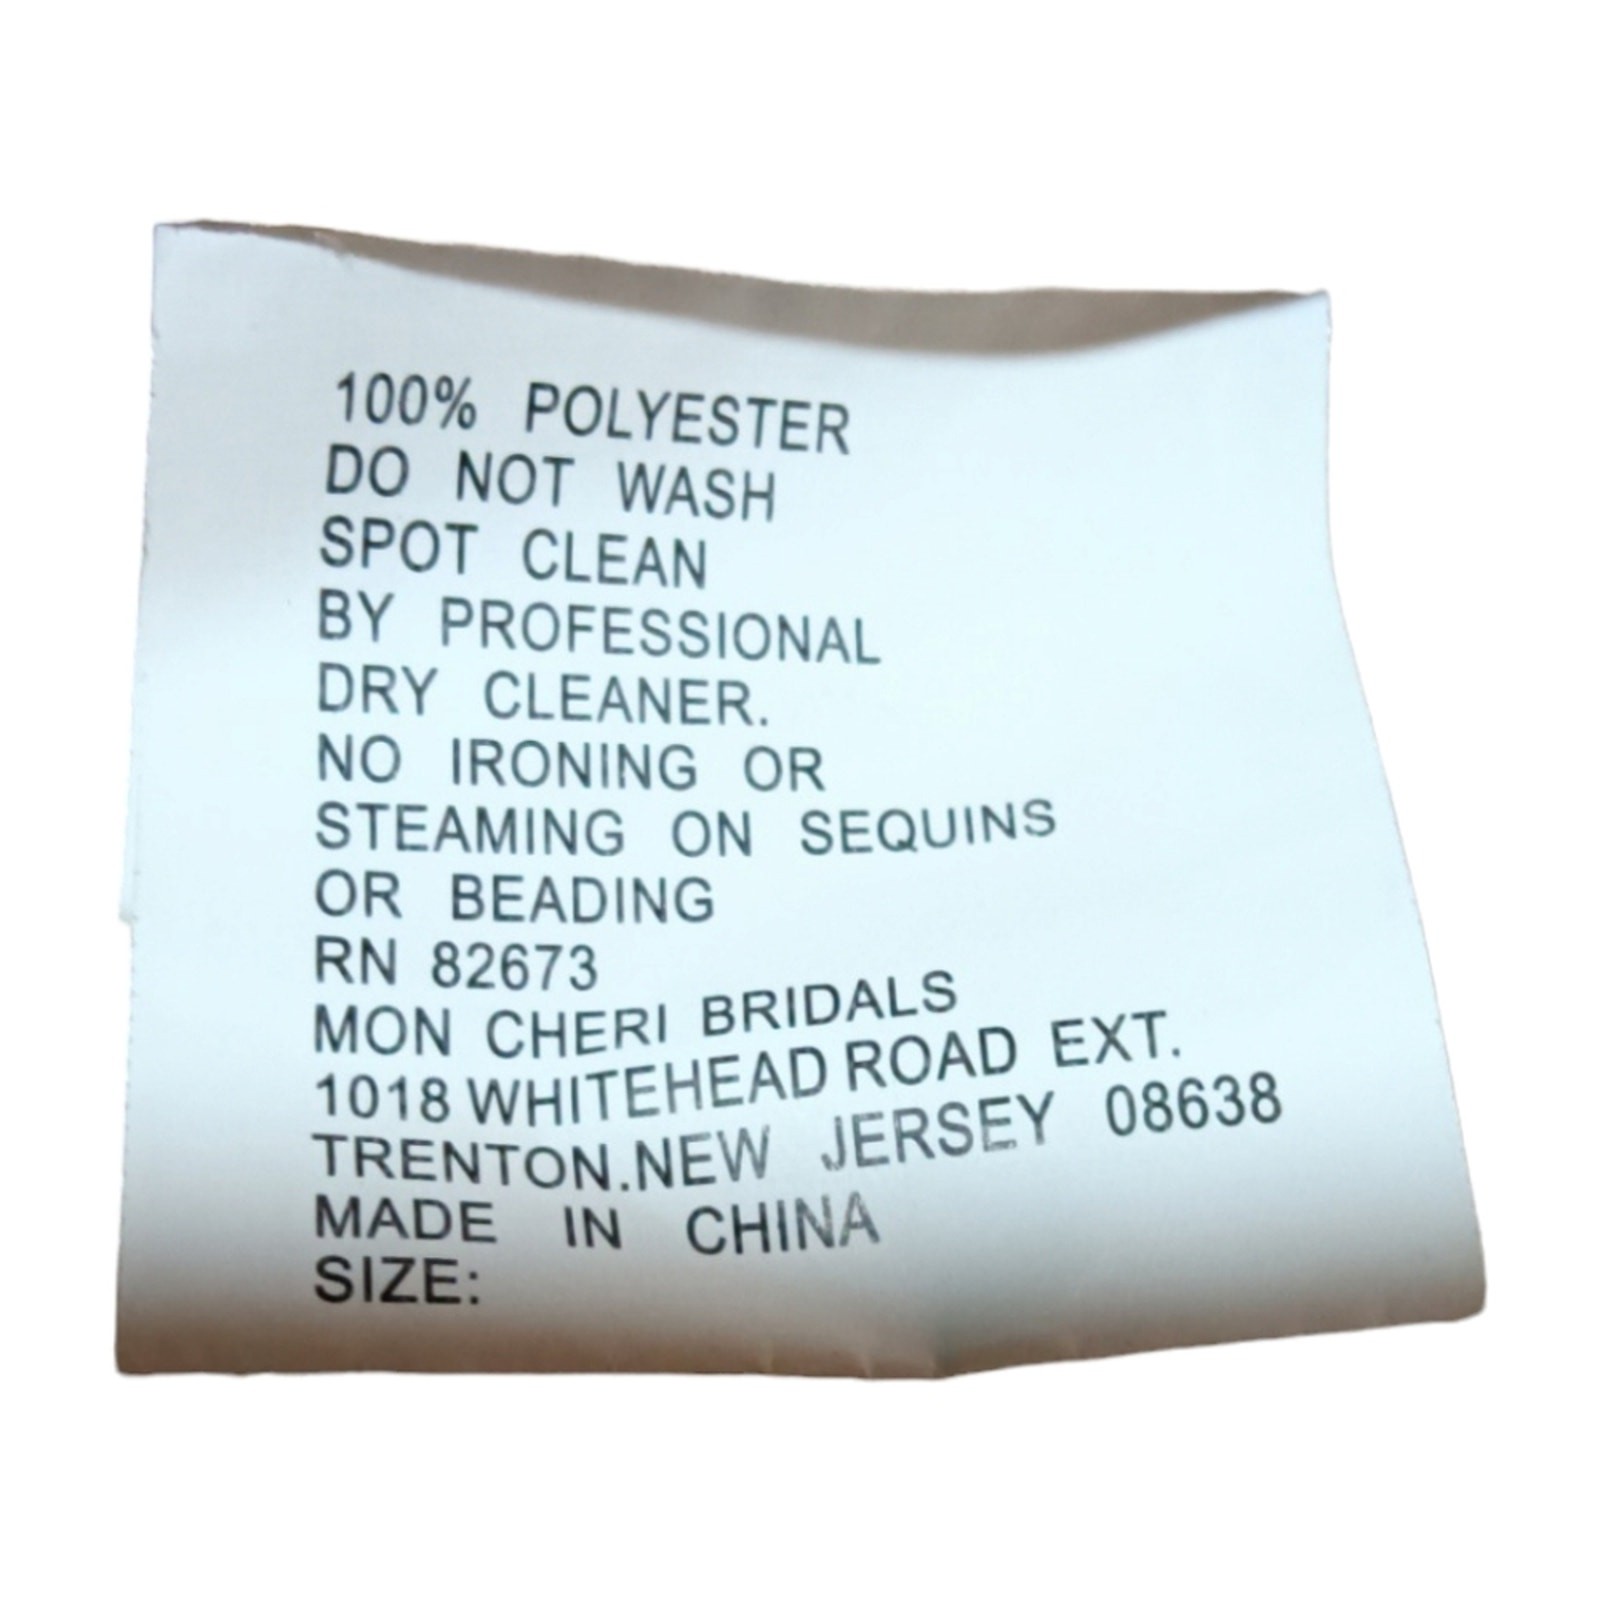 100% POLYESTER
DO NOT WASH
SPOT CLEAN
BY PROFESSIONAL
DRY CLEANER.
NO IRONING OR
STEAMING ON SEQUINS
OR BEADING
RN 82673
MON CHERI BRIDALS
1018 WHITEHEAD ROAD EXT.
TRENTON.NEW JERSEY 08638
MADE IN CHINA
SIZE: